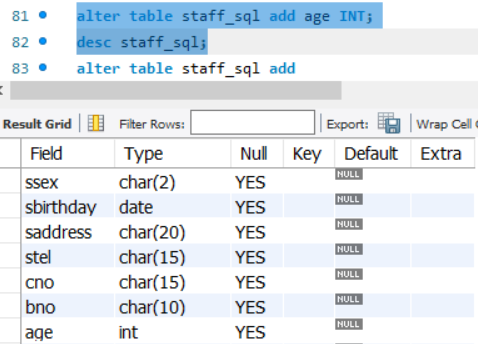 81 alter table staff_sql add age INT;
82 desc staff_sql;
83 alter table staff_sql add
Result Grid Filter Rows: Export: Wrap Cell
Field Type Null Key Default Extra
ssex char(2) YES NULL
sbirthday date YES NULL
saddress char(20) YES NULL
stel char(15) YES NULL
cno char(15) YES NULL
bno char(10) YES NULL
age int YES NULL